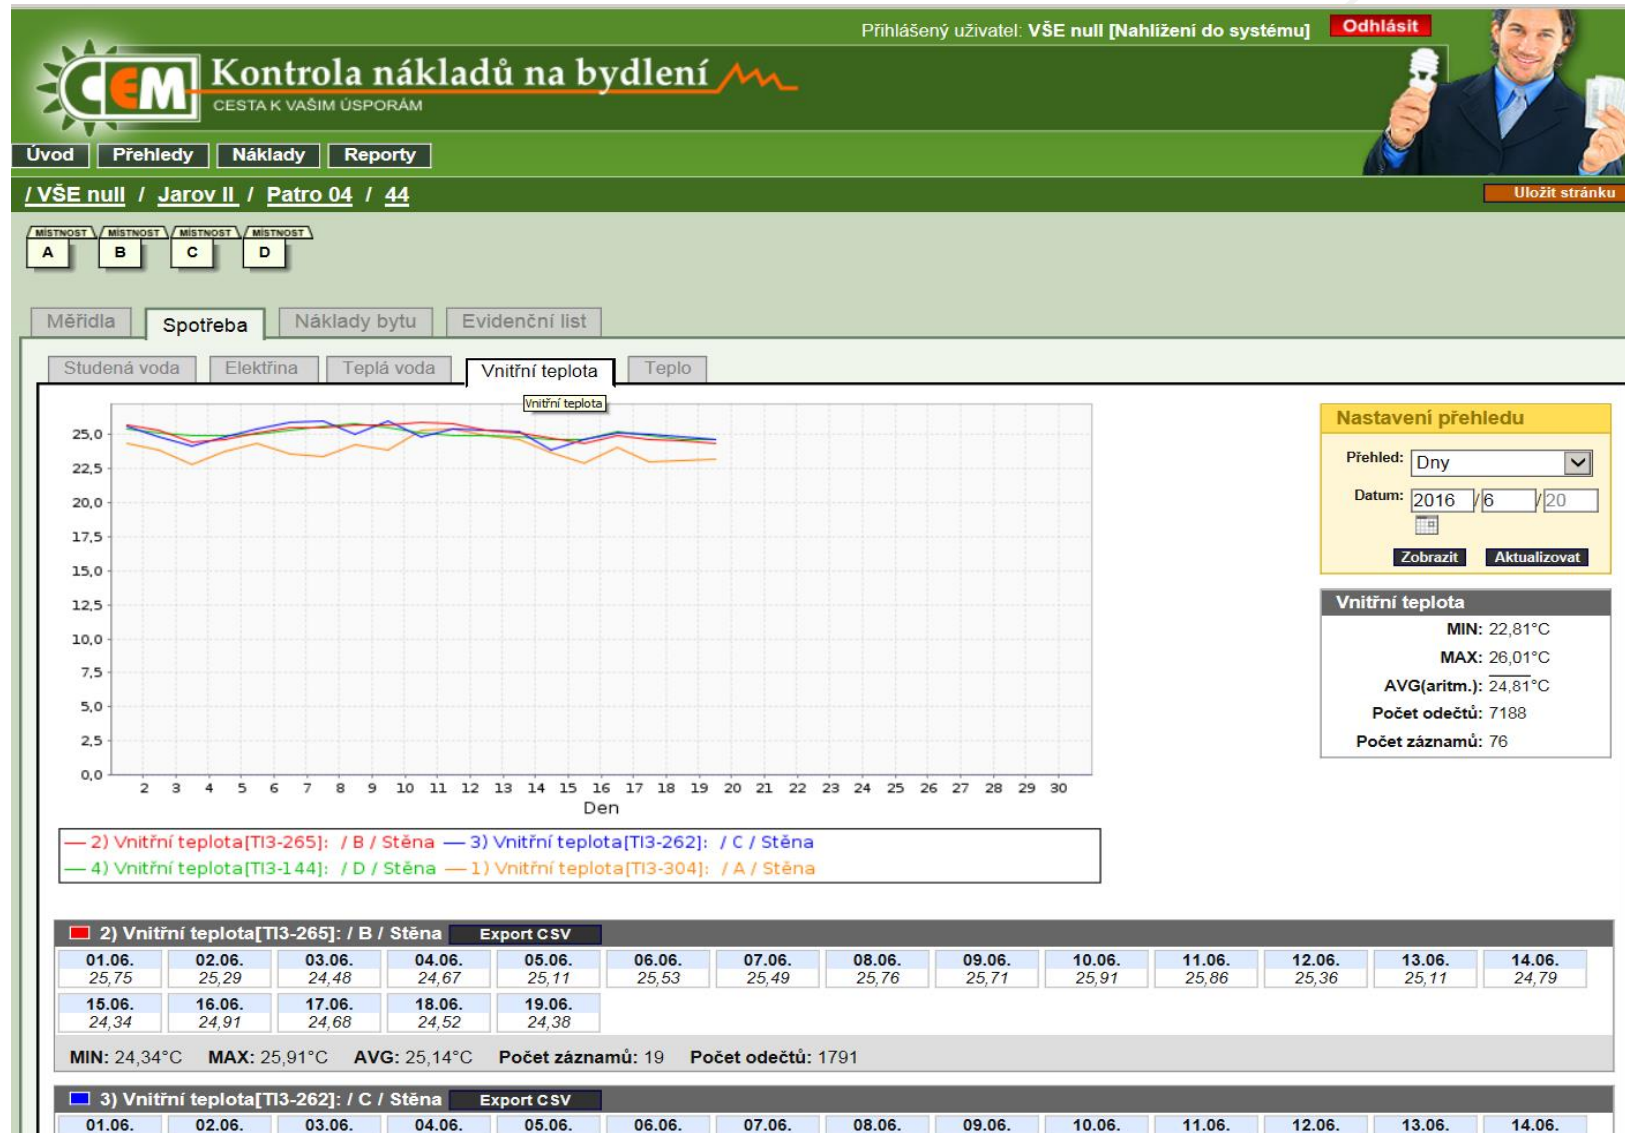 Přihlášený uživatel: VŠE null [Nahlížení do systému] Odhlásit
CEM Kontrola nákladů na bydlení
CESTA K VAŠIM ÚSPORÁM
Úvod Přehledy Náklady Reporty
/ VŠE null / Jarov II / Patro 04 / 44 Uložit stránku
MÍSTNOST MÍSTNOST MÍSTNOST MÍSTNOST
A B C D
Měřidla Spotřeba Náklady bytu Evidenční list
Studená voda Elektřina Teplá voda Vnitřní teplota Teplo
Vnitřní teplota
25,0
22,5
20,0
17,5
15,0
12,5
10,0
7,5
5,0
2,5
0,0
2 3 4 5 6 7 8 9 10 11 12 13 14 15 16 17 18 19 20 21 22 23 24 25 26 27 28 29 30
Den
2) Vnitřní teplota[TI3-265]: / B / Stěna 3) Vnitřní teplota[TI3-262]: / C / Stěna
4) Vnitřní teplota[TI3-144]: / D / Stěna 1) Vnitřní teplota[TI3-304]: / A / Stěna
Nastavení přehledu
Přehled: Dny
Datum: 2016 /6 /20
Zobrazit Aktualizovat
Vnitřní teplota
MIN: 22,81°C
MAX: 26,01°C
AVG(aritm.): 24,81°C
Počet odečtů: 7188
Počet záznamů: 76
2) Vnitřní teplota[TI3-265]: / B / Stěna Export CSV
01.06. 02.06. 03.06. 04.06. 05.06. 06.06. 07.06. 08.06. 09.06. 10.06. 11.06. 12.06. 13.06. 14.06.
25,75 25,29 24,48 24,67 25,11 25,53 25,49 25,76 25,71 25,91 25,86 25,36 25,11 24,79
15.06. 16.06. 17.06. 18.06. 19.06.
24,34 24,91 24,68 24,52 24,38
MIN: 24,34°C MAX: 25,91°C AVG: 25,14°C Počet záznamů: 19 Počet odečtů: 1791
3) Vnitřní teplota[TI3-262]: / C / Stěna Export CSV
01.06. 02.06. 03.06. 04.06. 05.06. 06.06. 07.06. 08.06. 09.06. 10.06. 11.06. 12.06. 13.06. 14.06.